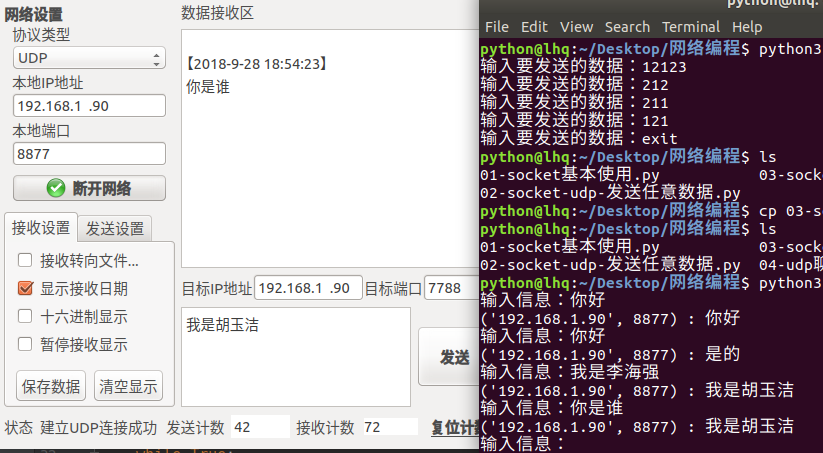 网络设置
协议类型
UDP
本地IP地址
192.168.1 .90
本地端口
8877
断开网络
接收设置 发送设置
接收转向文件...
显示接收日期
十六进制显示
暂停接收显示
保存数据 清空显示
数据接收区
【2018-9-28 18:54:23】
你是谁
目标IP地址 192.168.1 .90 目标端口 7788
我是胡玉洁
发送
状态 建立UDP连接成功 发送计数 42 接收计数 72 复位计数
File Edit View Search Terminal Help
python@lhq:~/Desktop/网络编程$ python3
输入要发送的数据：12123
输入要发送的数据：212
输入要发送的数据：211
输入要发送的数据：121
输入要发送的数据：exit
python@lhq:~/Desktop/网络编程$ ls
01-socket基本使用.py 03-sock
02-socket-udp-发送任意数据.py
python@lhq:~/Desktop/网络编程$ cp 03-s
python@lhq:~/Desktop/网络编程$ ls
01-socket基本使用.py 03-sock
02-socket-udp-发送任意数据.py 04-udp聊
python@lhq:~/Desktop/网络编程$ python3
输入信息：你好
('192.168.1.90', 8877) : 你好
输入信息：你好
('192.168.1.90', 8877) : 是的
输入信息：我是李海强
('192.168.1.90', 8877) : 我是胡玉洁
输入信息：你是谁
('192.168.1.90', 8877) : 我是胡玉洁
输入信息：